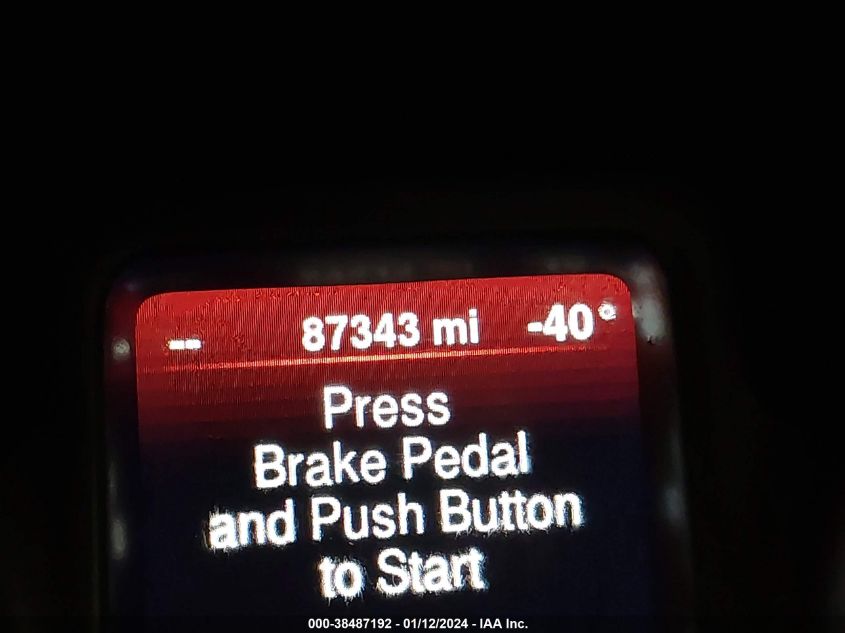 -- 87343 mi -40°
Press
Brake Pedal
and Push Button
to Start
000-38487192 - 01/12/2024 - IAA Inc.